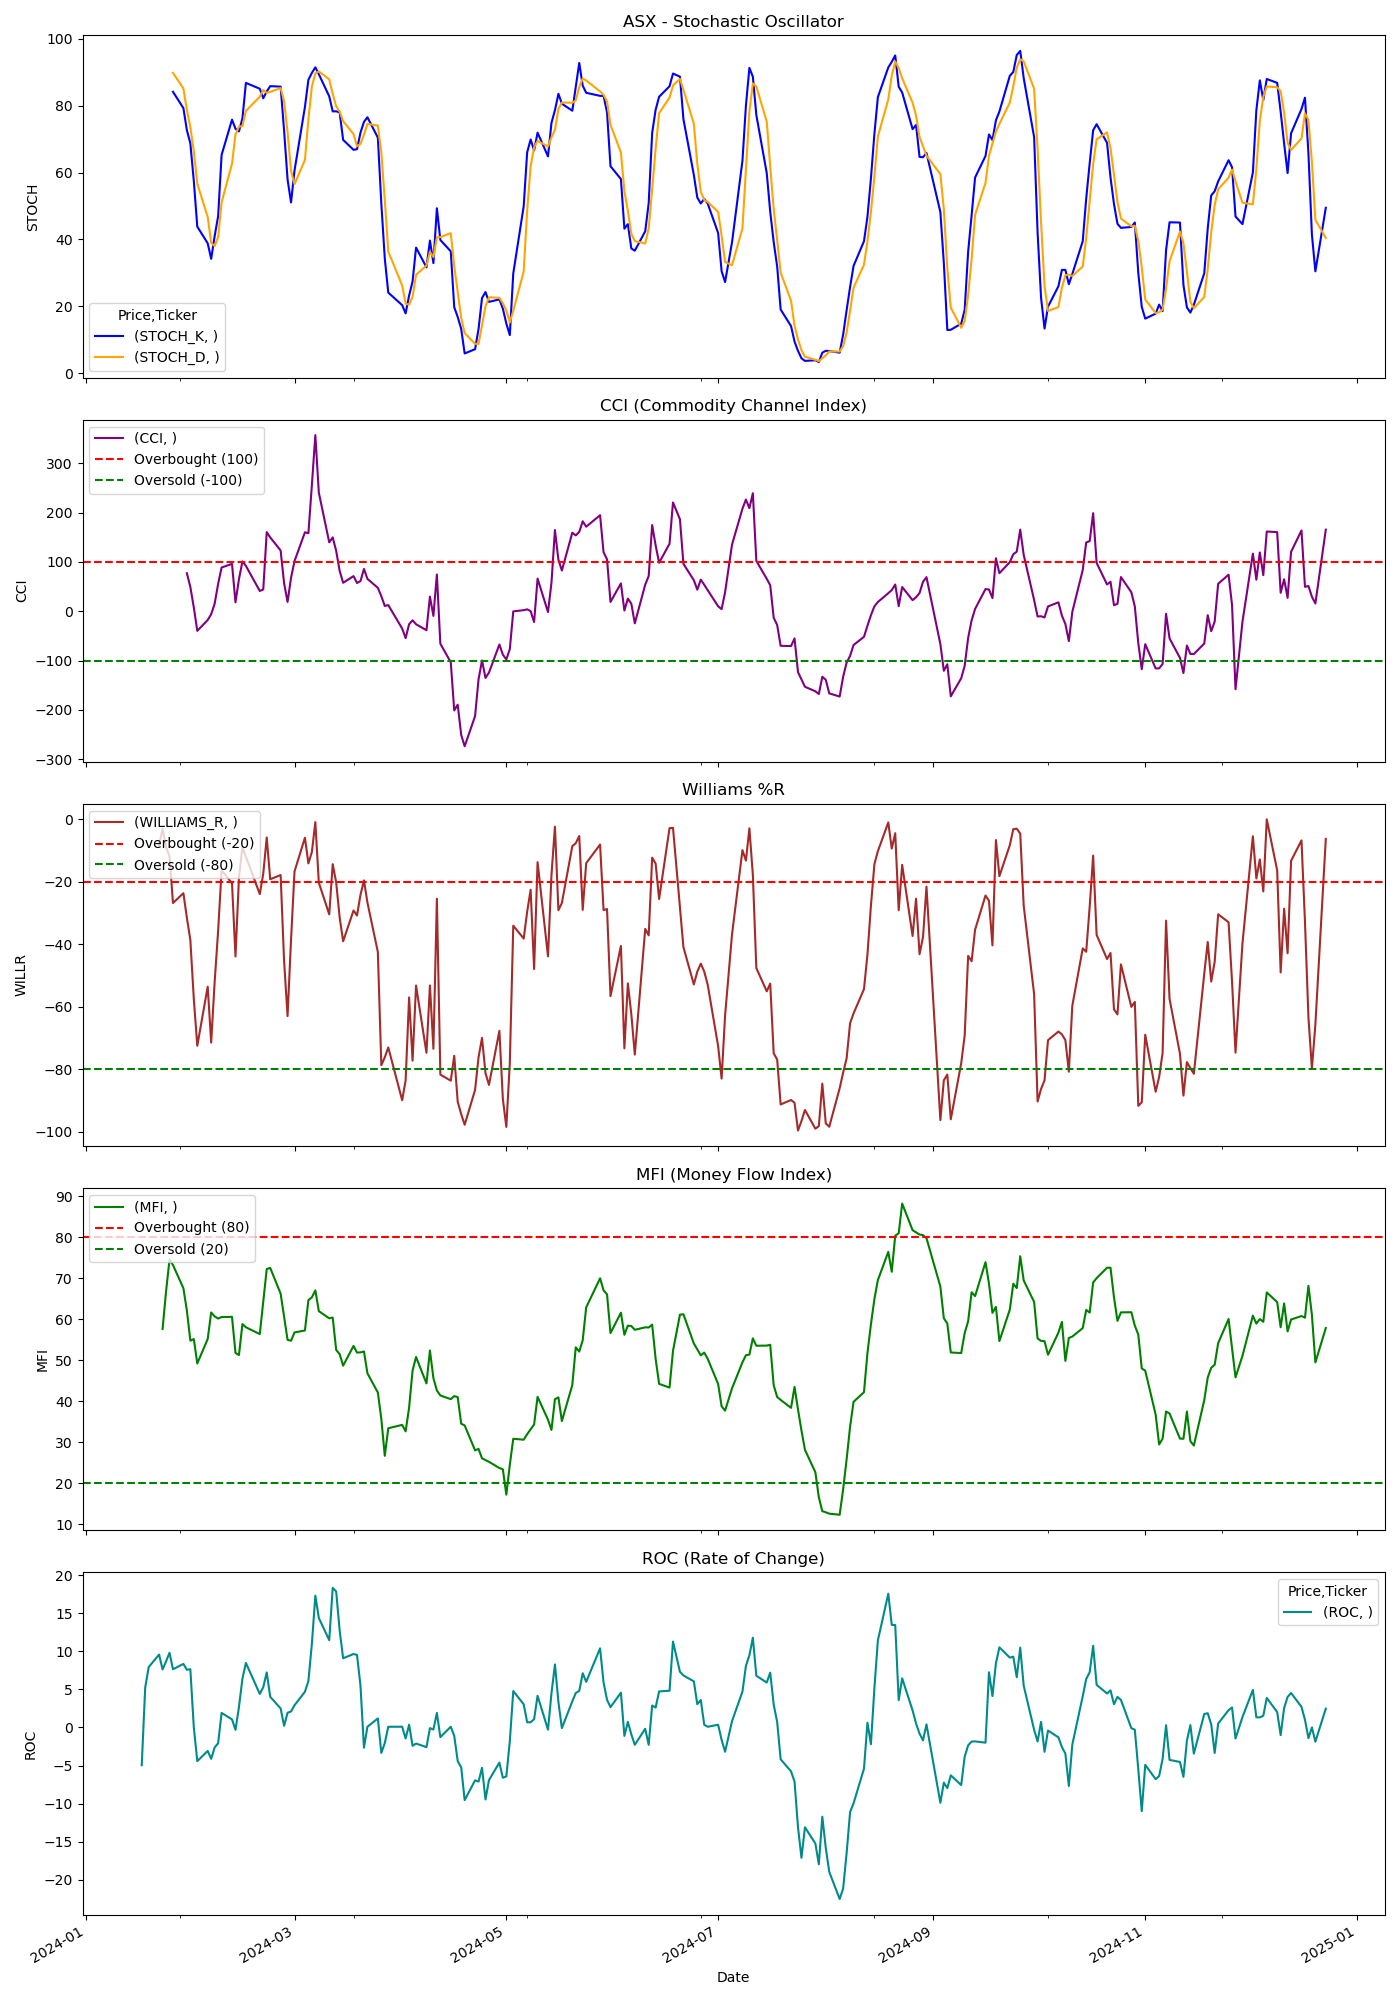 ASX - Stochastic Oscillator
100
80
60
40
20
0
STOCH
Price,Ticker
(STOCH_K, )
(STOCH_D, )
CCI (Commodity Channel Index)
300
200
100
0
−100
−200
−300
CCI
(CCI, )
Overbought (100)
Oversold (-100)
Williams %R
0
−20
−40
−60
−80
−100
WILLR
(WILLIAMS_R, )
Overbought (-20)
Oversold (-80)
MFI (Money Flow Index)
90
80
70
60
50
40
30
20
10
MFI
(MFI, )
Overbought (80)
Oversold (20)
ROC (Rate of Change)
20
15
10
5
0
−5
−10
−15
−20
ROC
Price,Ticker
(ROC, )
2024-01
2024-03
2024-05
2024-07
2024-09
2024-11
2025-01
Date